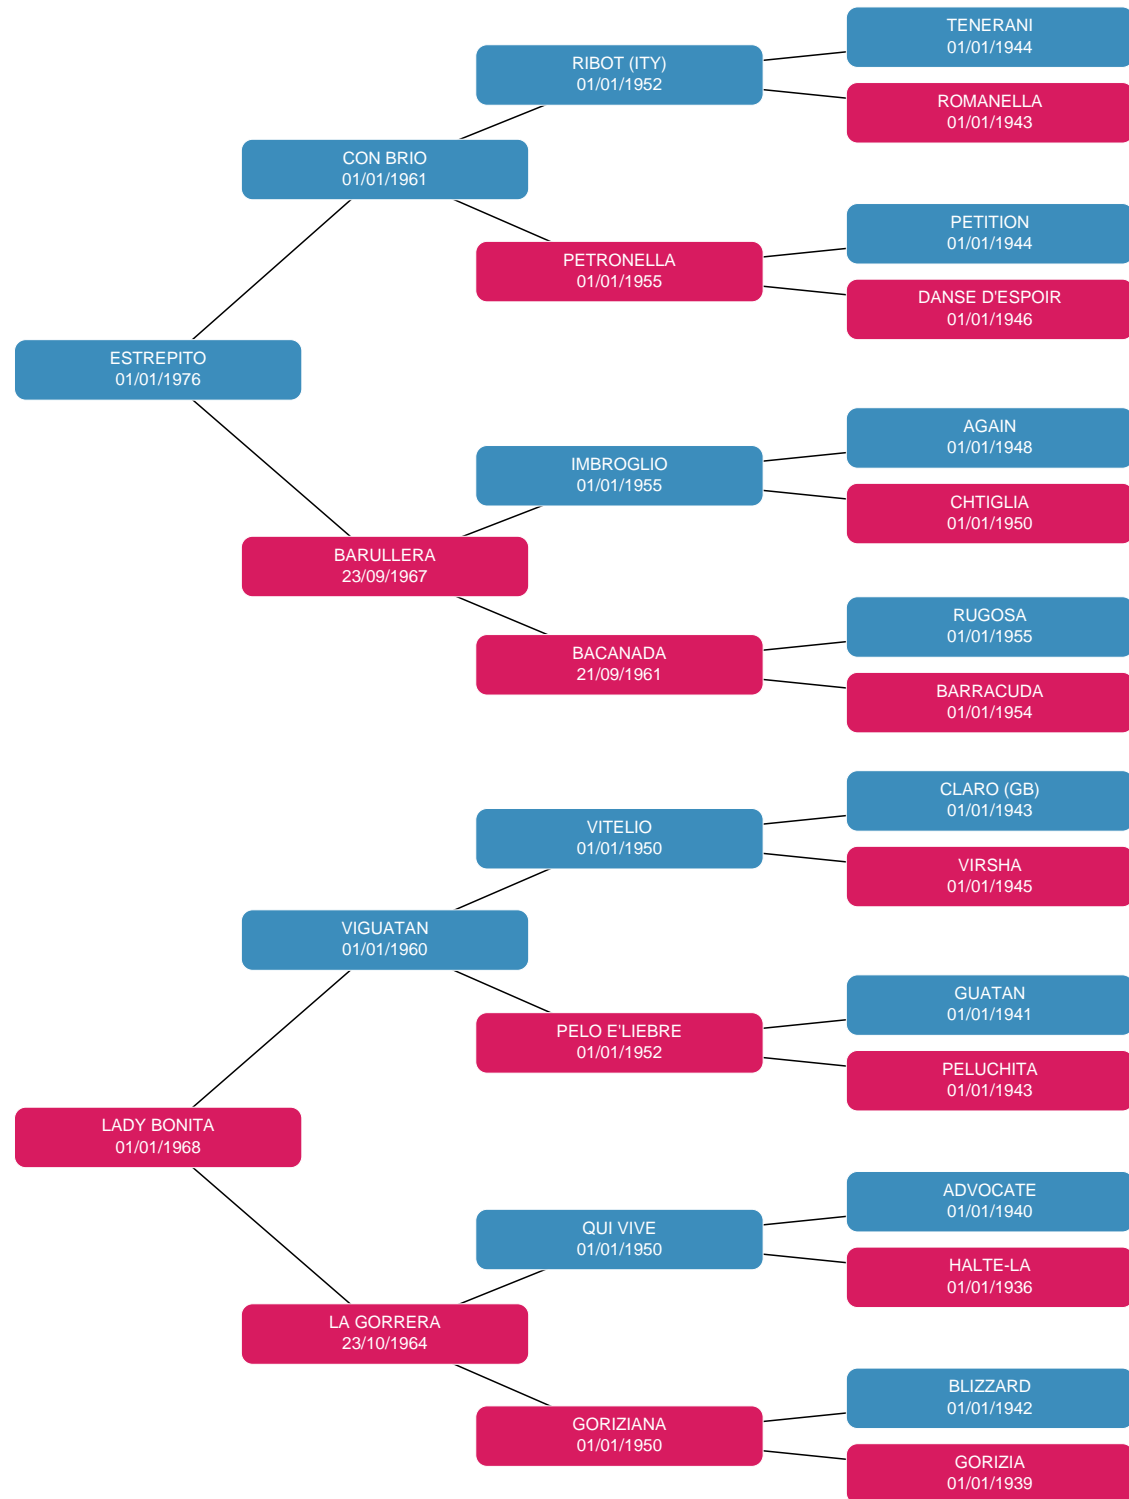 TENERANI
01/01/1944
RIBOT (ITY)
01/01/1952
ROMANELLA
01/01/1943
CON BRIO
01/01/1961
PETITION
01/01/1944
PETRONELLA
01/01/1955
DANSE D'ESPOIR
01/01/1946
ESTREPITO
01/01/1976
AGAIN
01/01/1948
IMBROGLIO
01/01/1955
CHTIGLIA
01/01/1950
BARULLERA
23/09/1967
RUGOSA
01/01/1955
BACANADA
21/09/1961
BARRACUDA
01/01/1954
CLARO (GB)
01/01/1943
VITELIO
01/01/1950
VIRSHA
01/01/1945
VIGUATAN
01/01/1960
GUATAN
01/01/1941
PELO E'LIEBRE
01/01/1952
PELUCHITA
01/01/1943
LADY BONITA
01/01/1968
ADVOCATE
01/01/1940
QUI VIVE
01/01/1950
HALTE-LA
01/01/1936
LA GORRERA
23/10/1964
BLIZZARD
01/01/1942
GORIZIANA
01/01/1950
GORIZIA
01/01/1939